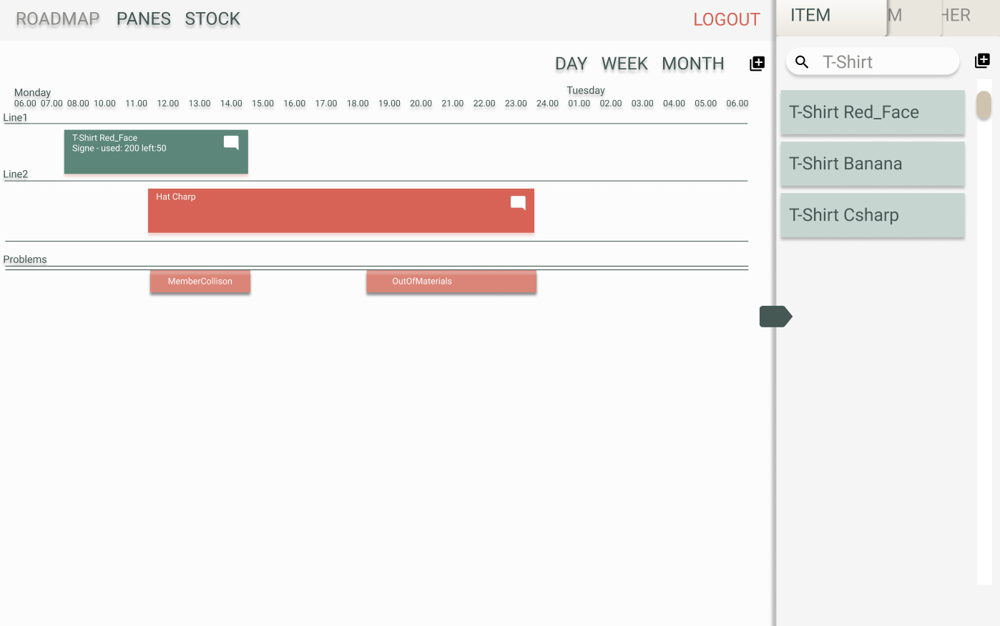 ROADMAP PANES STOCK LOGOUT
DAY WEEK MONTH
Monday Tuesday
06.00 07.00 08.00 10.00 11.00 12.00 13.00 14.00 15.00 16.00 17.00 18.00 19.00 20.00 21.00 22.00 23.00 24.00 01.00 02.00 03.00 04.00 05.00 06.00
Line1
T-Shirt Red_Face
Signe - used: 200 left:50
Line2
Hat Charp
Problems
MemberCollison OutOfMaterials
ITEM M HER
T-Shirt
T-Shirt Red_Face
T-Shirt Banana
T-Shirt Csharp